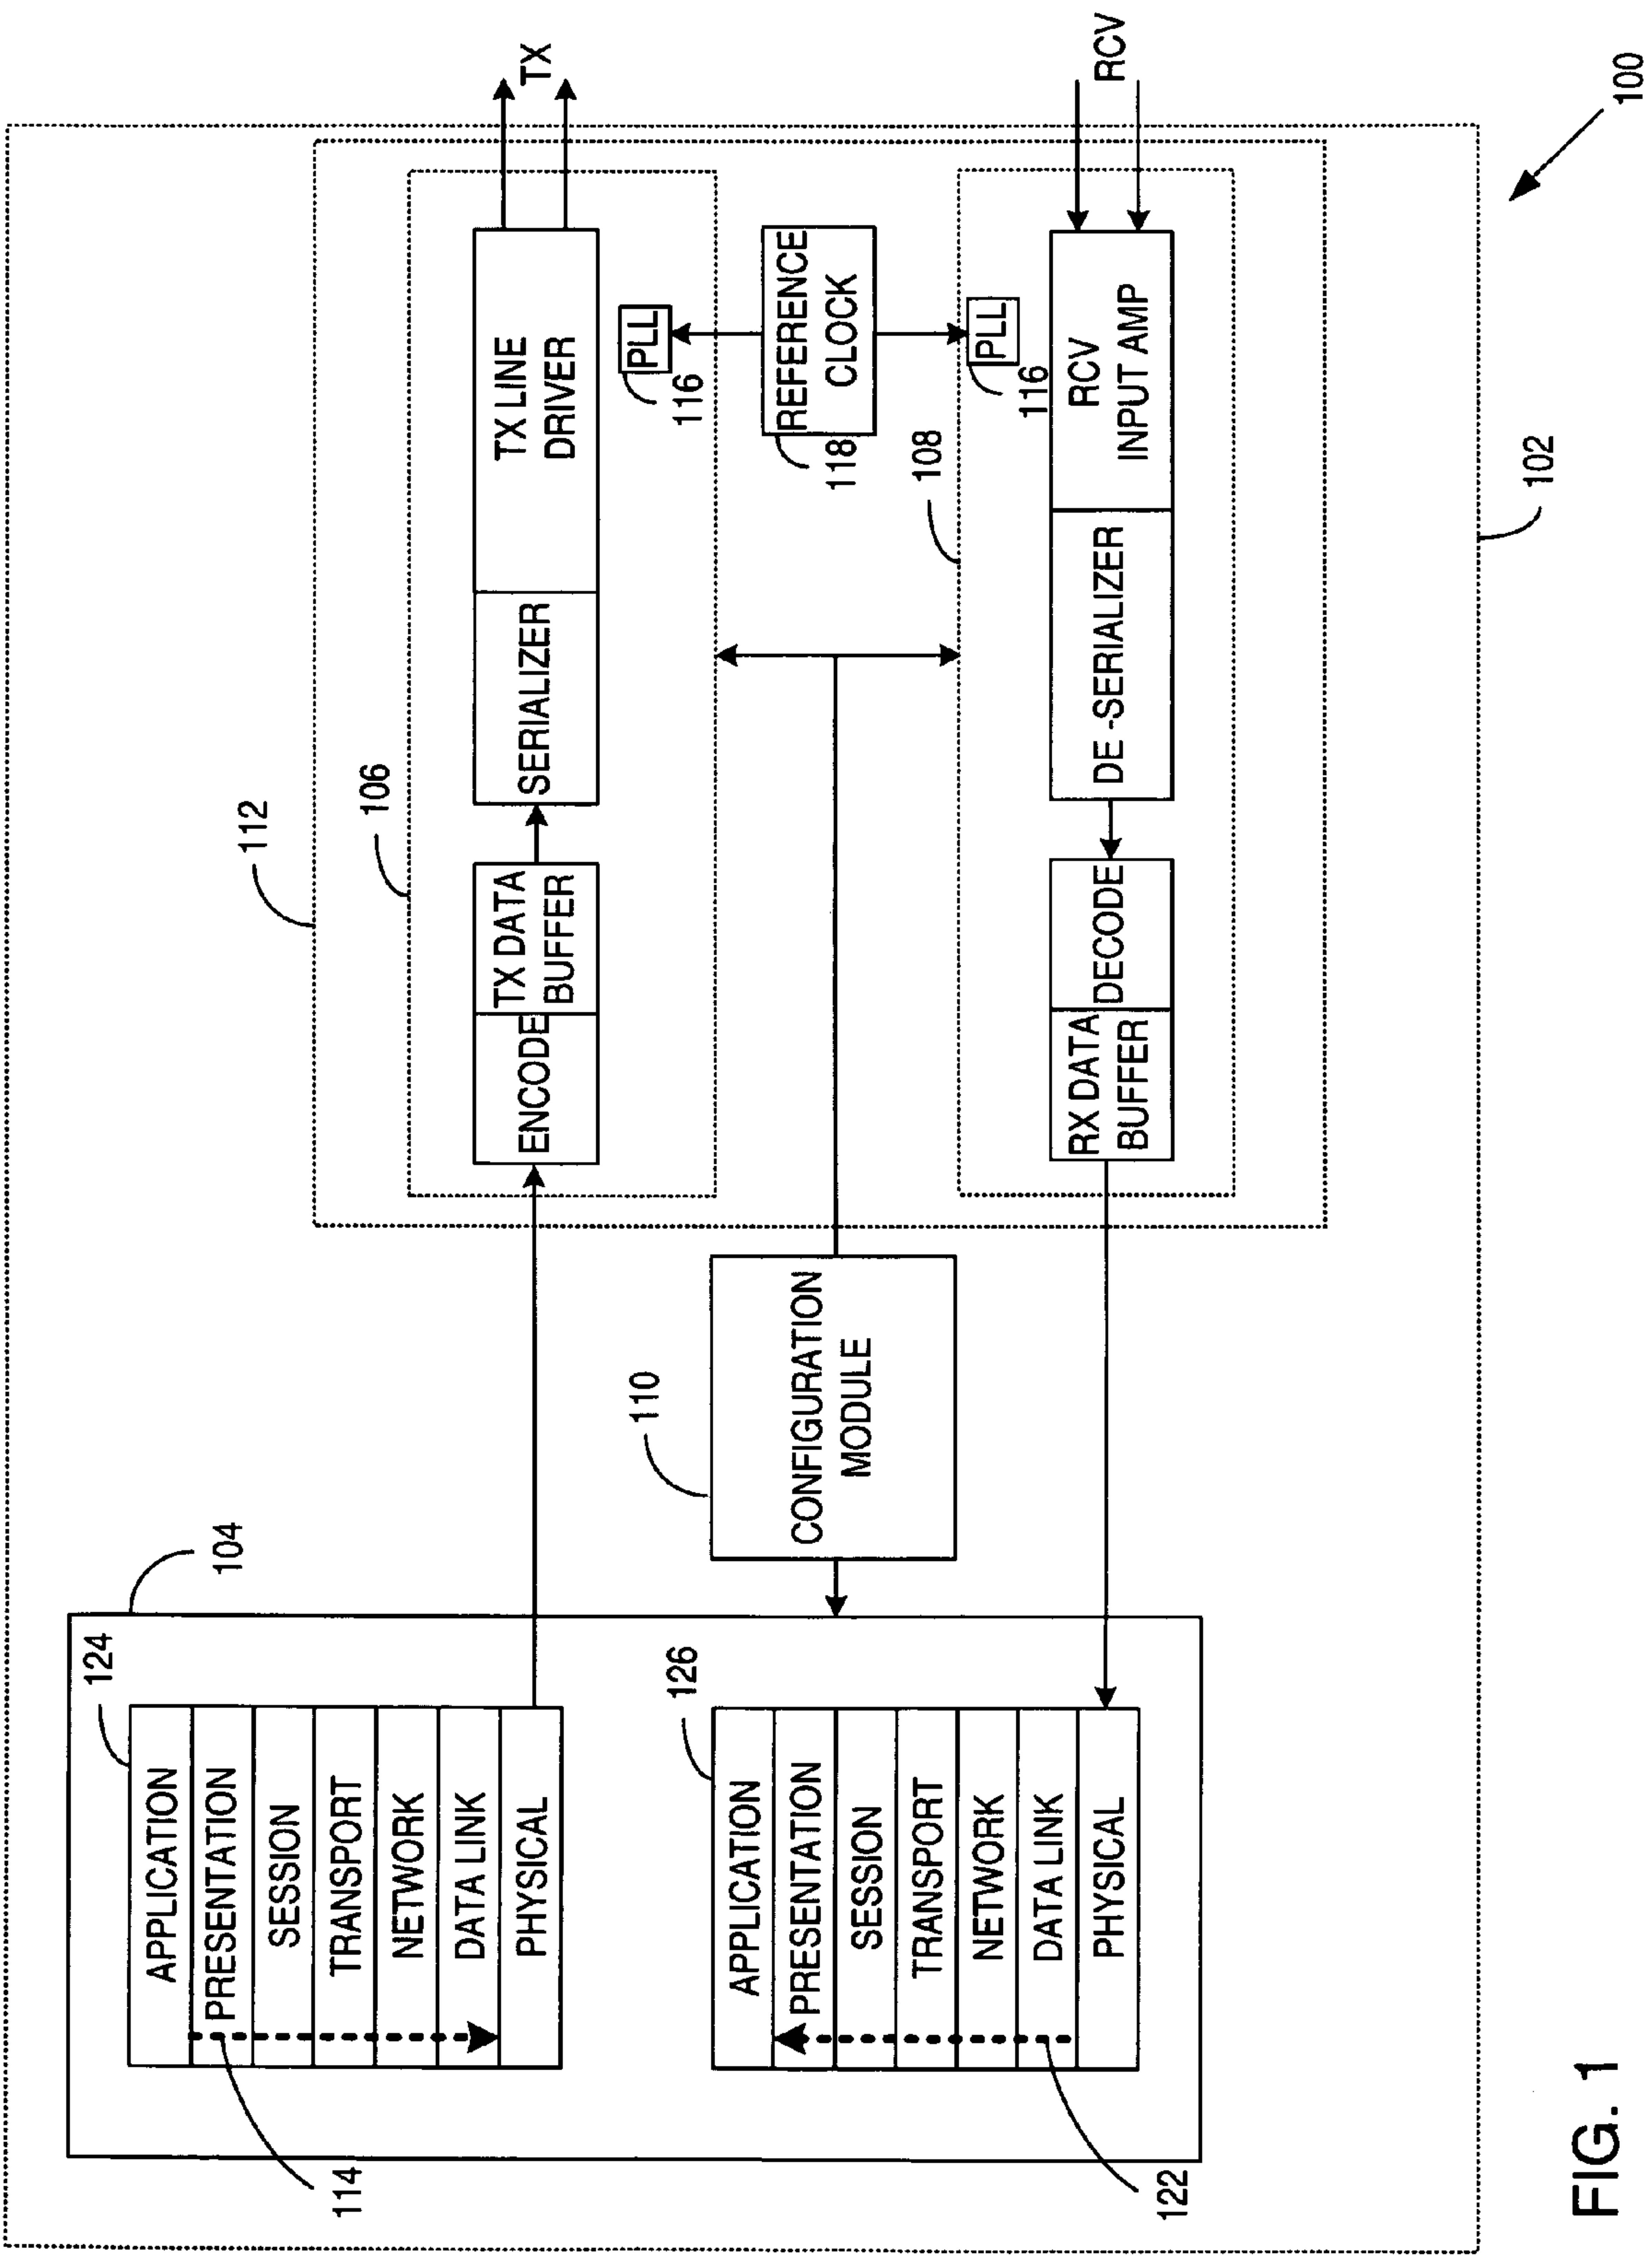 124
APPLICATION
PRESENTATION
SESSION
TRANSPORT
NETWORK
DATA LINK
PHYSICAL
114
104
126
APPLICATION
PRESENTATION
SESSION
TRANSPORT
NETWORK
DATA LINK
PHYSICAL
122
110
CONFIGURATION
MODULE
112
106
ENCODE
TX DATA
BUFFER
SERIALIZER
TX LINE
DRIVER
TX
PLL
116
REFERENCE
CLOCK
118
PLL
116
108
RX DATA
BUFFER
DECODE
DE -SERIALIZER
RCV
INPUT AMP
RCV
102
100
FIG. 1